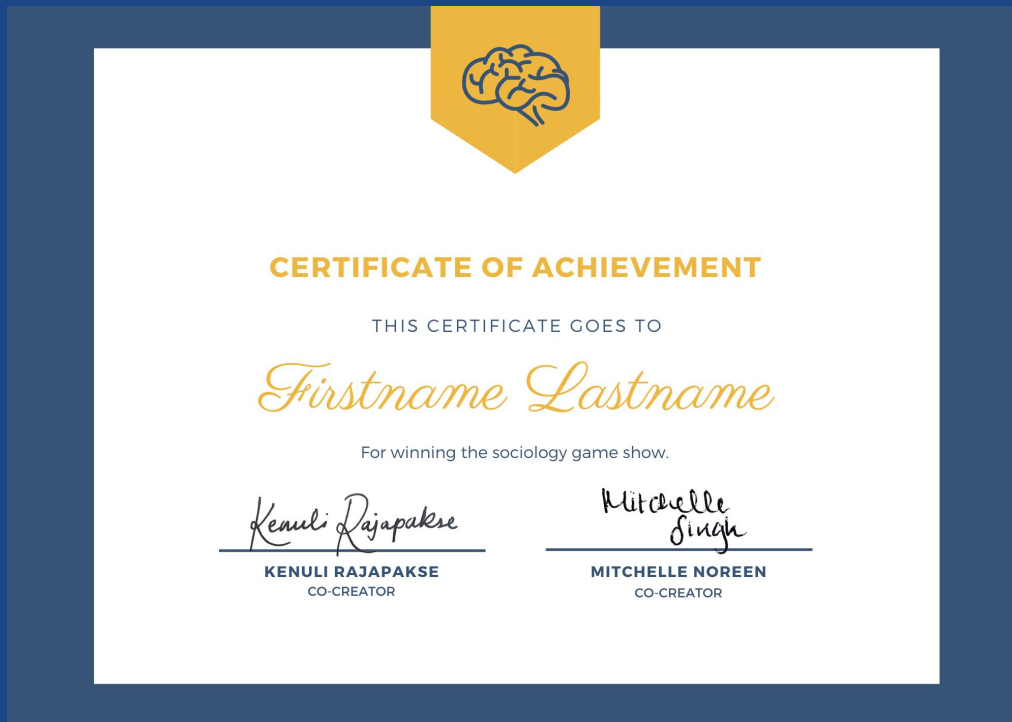 CERTIFICATE OF ACHIEVEMENT
THIS CERTIFICATE GOES TO
Firstname Lastname
For winning the sociology game show.
Kenuli Rajapakse
Mitchelle
Singh
KENULI RAJAPAKSE
CO-CREATOR
MITCHELLE NOREEN
CO-CREATOR